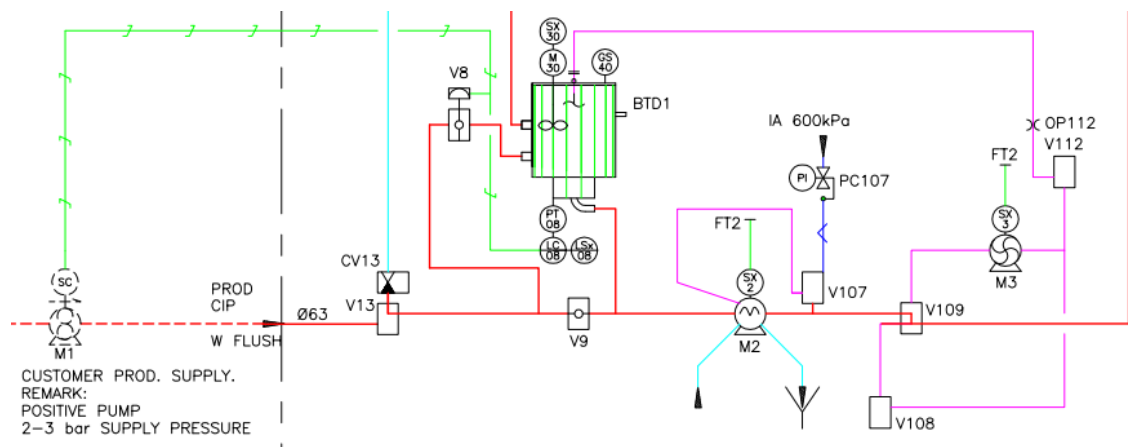 SX
30
M
30
GS
40
V8
BTD1
IA 600kPa
OP112
V112
FT2
PI
PC107
SX
3
PT
08
LC
08
LSx
08
FT2
M3
SC
CV13
SX
2
V107
PROD
CIP
V13
Ø63
V109
M1
W FLUSH
V9
M2
CUSTOMER PROD. SUPPLY.
REMARK:
POSITIVE PUMP
2-3 bar SUPPLY PRESSURE
V108